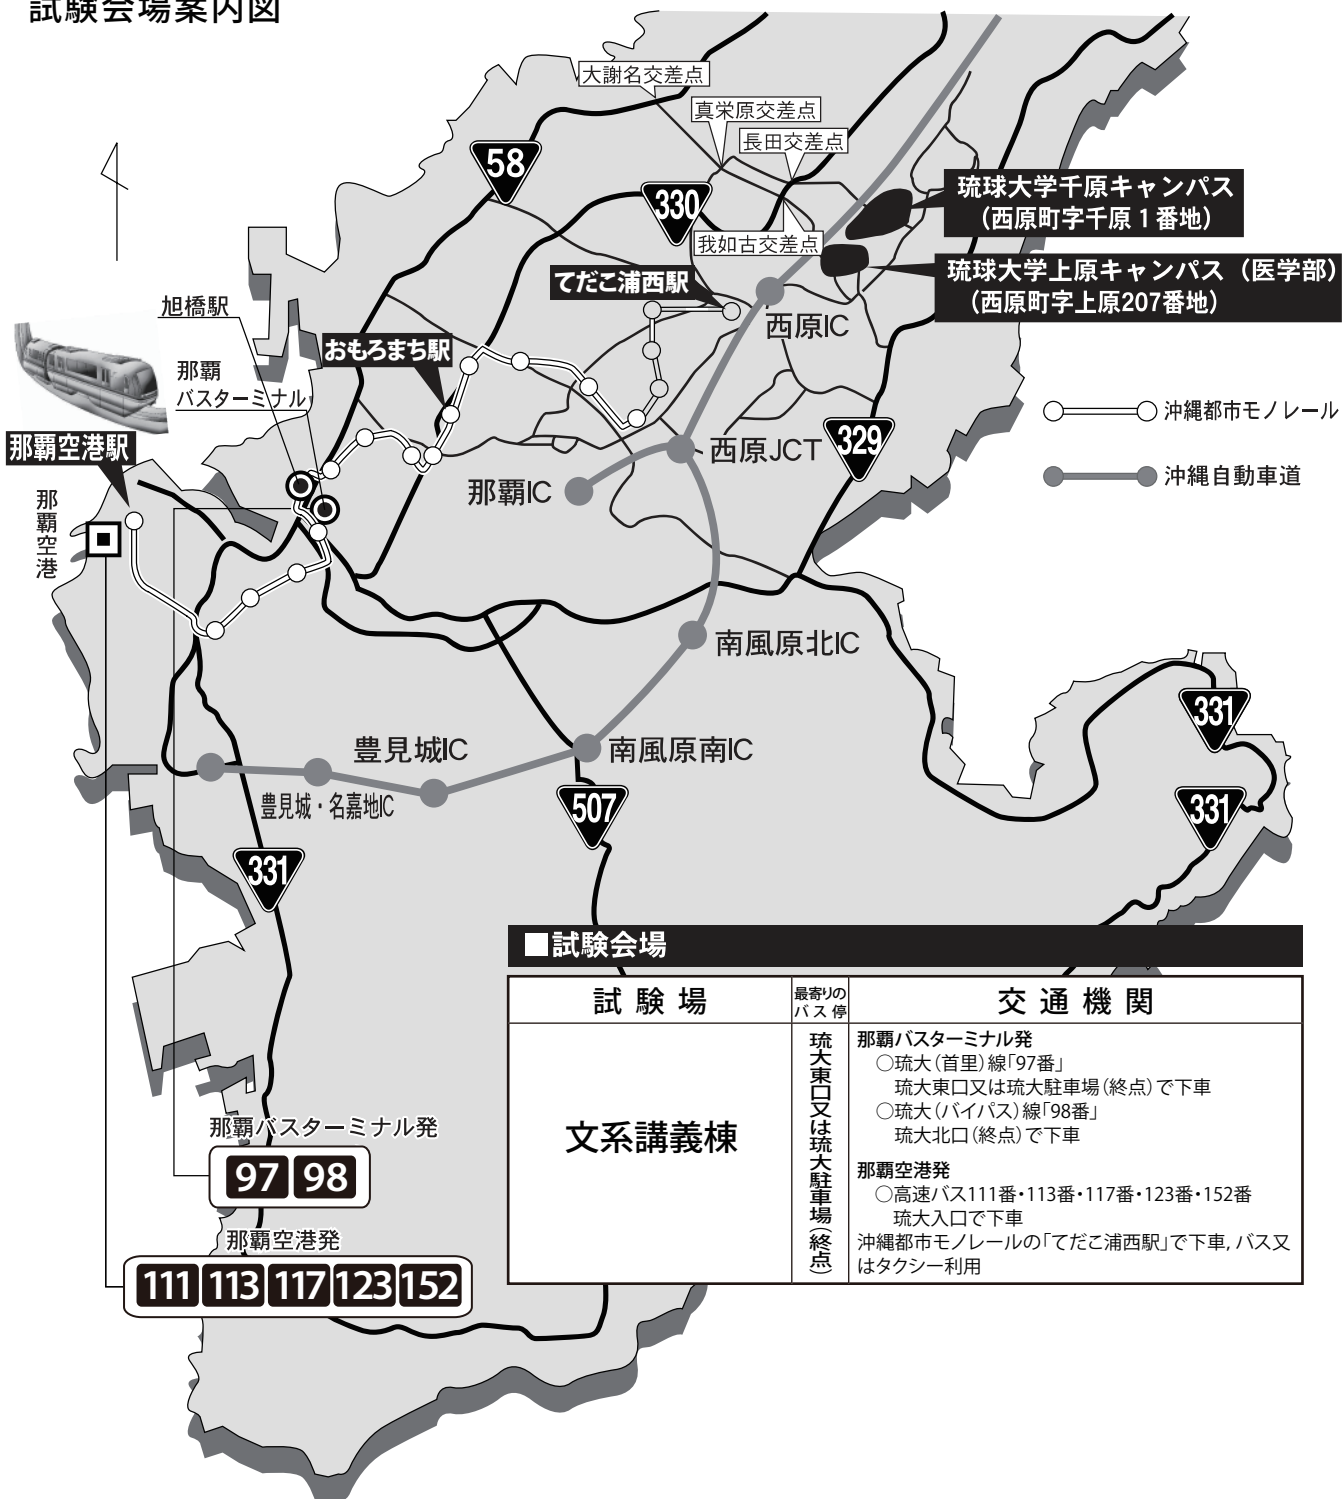 試験会場案内図
大謝名交差点
真栄原交差点
長田交差点
58
330
我如古交差点
琉球大学千原キャンパス
(西原町字千原1番地)
琉球大学上原キャンパス(医学部)
(西原町字上原207番地)
てだこ浦西駅
西原IC
旭橋駅
おもろまち駅
那覇
バスターミナル
那覇空港駅
沖縄都市モノレール
329
西原JCT
沖縄自動車道
那覇IC
那覇空港
南風原北IC
331
豊見城IC
南風原南IC
豊見城・名嘉地IC
507
331
331
■試験会場
試験場
最寄りの
バス停
交通機関
文系講義棟
琉大東口又は琉大駐車場(終点)
那覇バスターミナル発
○琉大(首里)線「97番」
琉大東口又は琉大駐車場(終点)で下車
○琉大(バイパス)線「98番」
琉大北口(終点)で下車
那覇空港発
○高速バス111番・113番・117番・123番・152番
琉大入口で下車
沖縄都市モノレールの「てだこ浦西駅」で下車, バス又
はタクシー利用
那覇バスターミナル発
97 98
那覇空港発
111 113 117 123 152